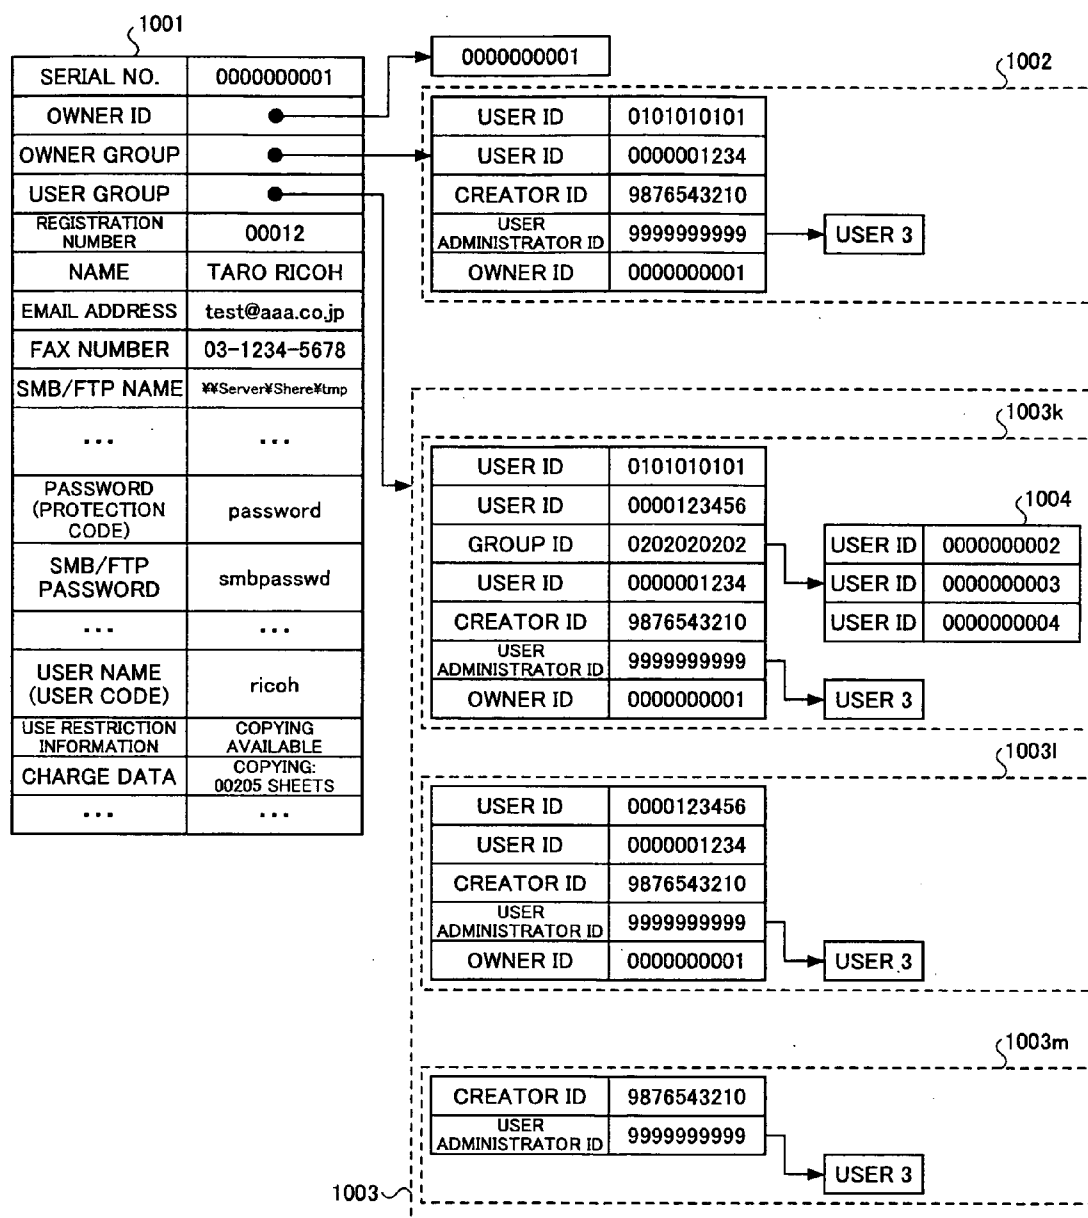 1001
SERIAL NO. 0000000001
OWNER ID
OWNER GROUP
USER GROUP
REGISTRATION
NUMBER 00012
NAME TARO RICOH
EMAIL ADDRESS test@aaa.co.jp
FAX NUMBER 03-1234-5678
SMB/FTP NAME ¥¥Server¥Shere¥tmp
... ...
PASSWORD
(PROTECTION
CODE) password
SMB/FTP
PASSWORD smbpasswd
... ...
USER NAME
(USER CODE) ricoh
USE RESTRICTION
INFORMATION
COPYING
AVAILABLE
CHARGE DATA
COPYING:
00205 SHEETS
... ...
0000000001
1002
USER ID 0101010101
USER ID 0000001234
CREATOR ID 9876543210
USER
ADMINISTRATOR ID 9999999999 USER 3
OWNER ID 0000000001
1003k
USER ID 0101010101
USER ID 0000123456
GROUP ID 0202020202
USER ID 0000001234
CREATOR ID 9876543210
USER
ADMINISTRATOR ID 9999999999
OWNER ID 0000000001 USER 3
1004
USER ID 0000000002
USER ID 0000000003
USER ID 0000000004
1003l
USER ID 0000123456
USER ID 0000001234
CREATOR ID 9876543210
USER
ADMINISTRATOR ID 9999999999
OWNER ID 0000000001 USER 3
1003m
CREATOR ID 9876543210
USER
ADMINISTRATOR ID 9999999999
USER 3
1003